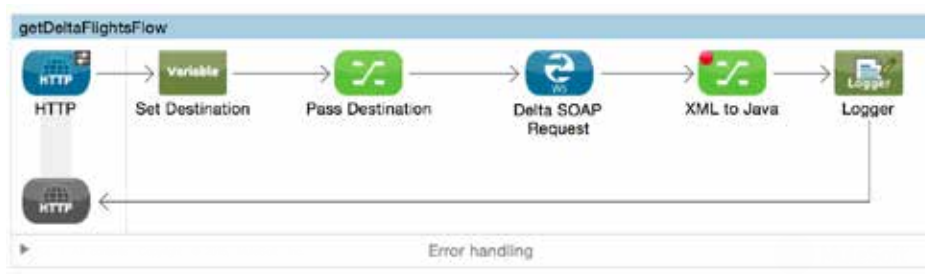 getDeltaFlightsFlow
HTTP
Variable
WS
Logger
HTTP
Set Destination
Pass Destination
Delta SOAP
Request
XML to Java
Logger
HTTP
Error handling